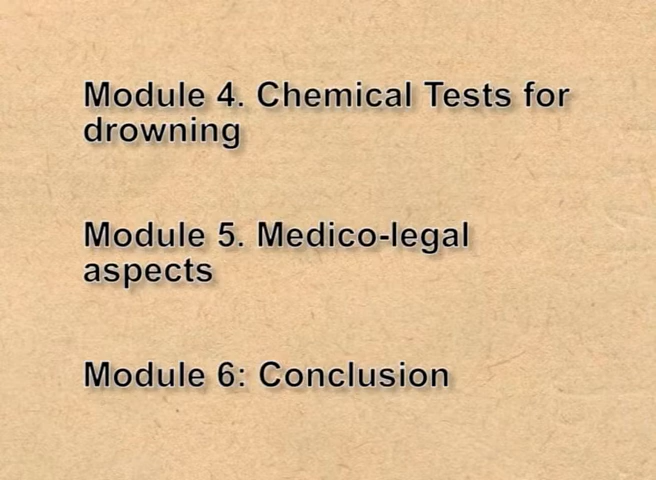 Module 4. Chemical Tests for
drowning
Module 5. Medico-legal
aspects
Module 6: Conclusion